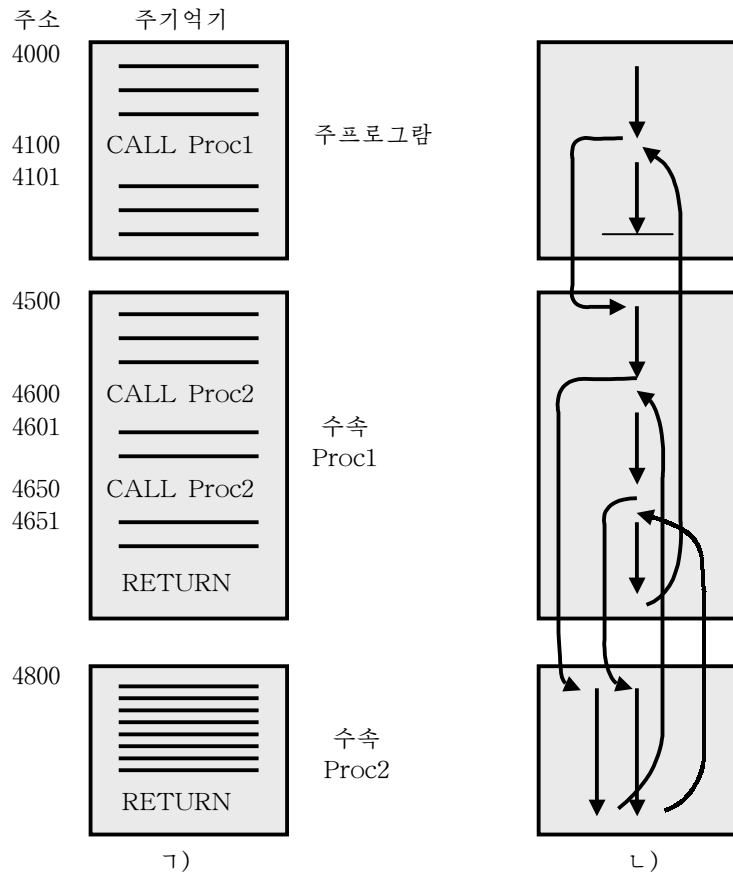 주소 주기억기
4000
4100 CALL Proc1
4101
주프로그람
4500
4600 CALL Proc2
4601
4650 CALL Proc2
4651
RETURN
수속
Proc1
4800
RETURN
수속
Proc2
ㄱ) ㄴ)